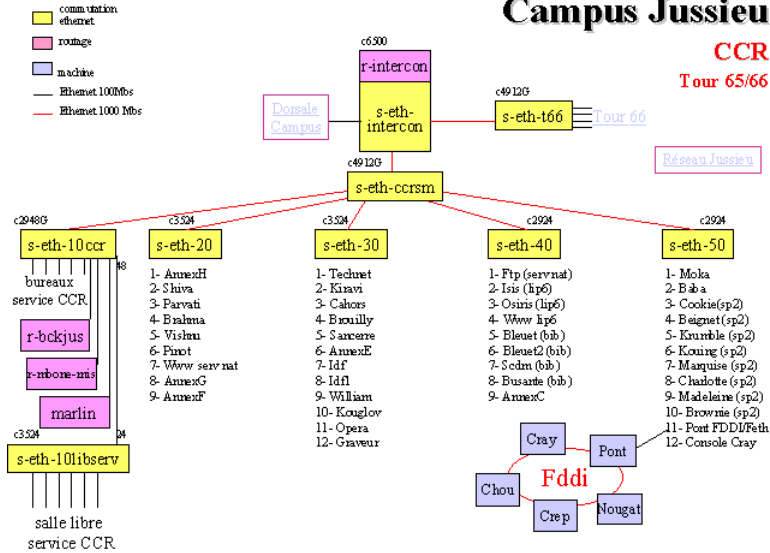 Campus Jussieu
CCR
Tour 65/66
commutation
ethernet
routage
machine
Ethernet 100Mbs
Ethernet 1000 Mbs
c6500
r-intercon
s-eth-
intercon
Dorsale
Campus
c4912G
s-eth-t66
Tour 66
Réseau Jussieu
c4912G
s-eth-ccrsm
c2948G
s-eth-10ccr
48
bureaux
service CCR
r-bckjus
r-mbone-mis
marlin
c3524
24
s-eth-10libserv
salle libre
service CCR
c3524
s-eth-20
1- AnnexH
2- Shiva
3- Parvati
4- Brahma
5- Vishnu
6- Pinot
7- Www serv nat
8- AnnexG
9- AnnexF
c3524
s-eth-30
1- Technet
2- Kiravi
3- Cahors
4- Brouilly
5- Sancerre
6- AnnexE
7- Idf
8- Idf1
9- William
10- Kouglov
11- Opera
12- Graveur
c2924
s-eth-40
1- Ftp (serv nat)
2- Isis (lip6)
3- Osiris (lip6)
4- Www lip6
5- Bleuet (bib)
6- Bleuet2 (bib)
7- Scdm (bib)
8- Busante (bib)
9- AnnexC
c2924
s-eth-50
1- Moka
2- Baba
3- Cookie(sp2)
4- Beignet (sp2)
5- Krumble (sp2)
6- Kouing (sp2)
7- Marquise (sp2)
8- Charlotte (sp2)
9- Madeleine (sp2)
10- Brownie (sp2)
11- Pont FDDI/Feth
12- Console Cray
Cray
Pont
Chou
Fddi
Crep
Nougat